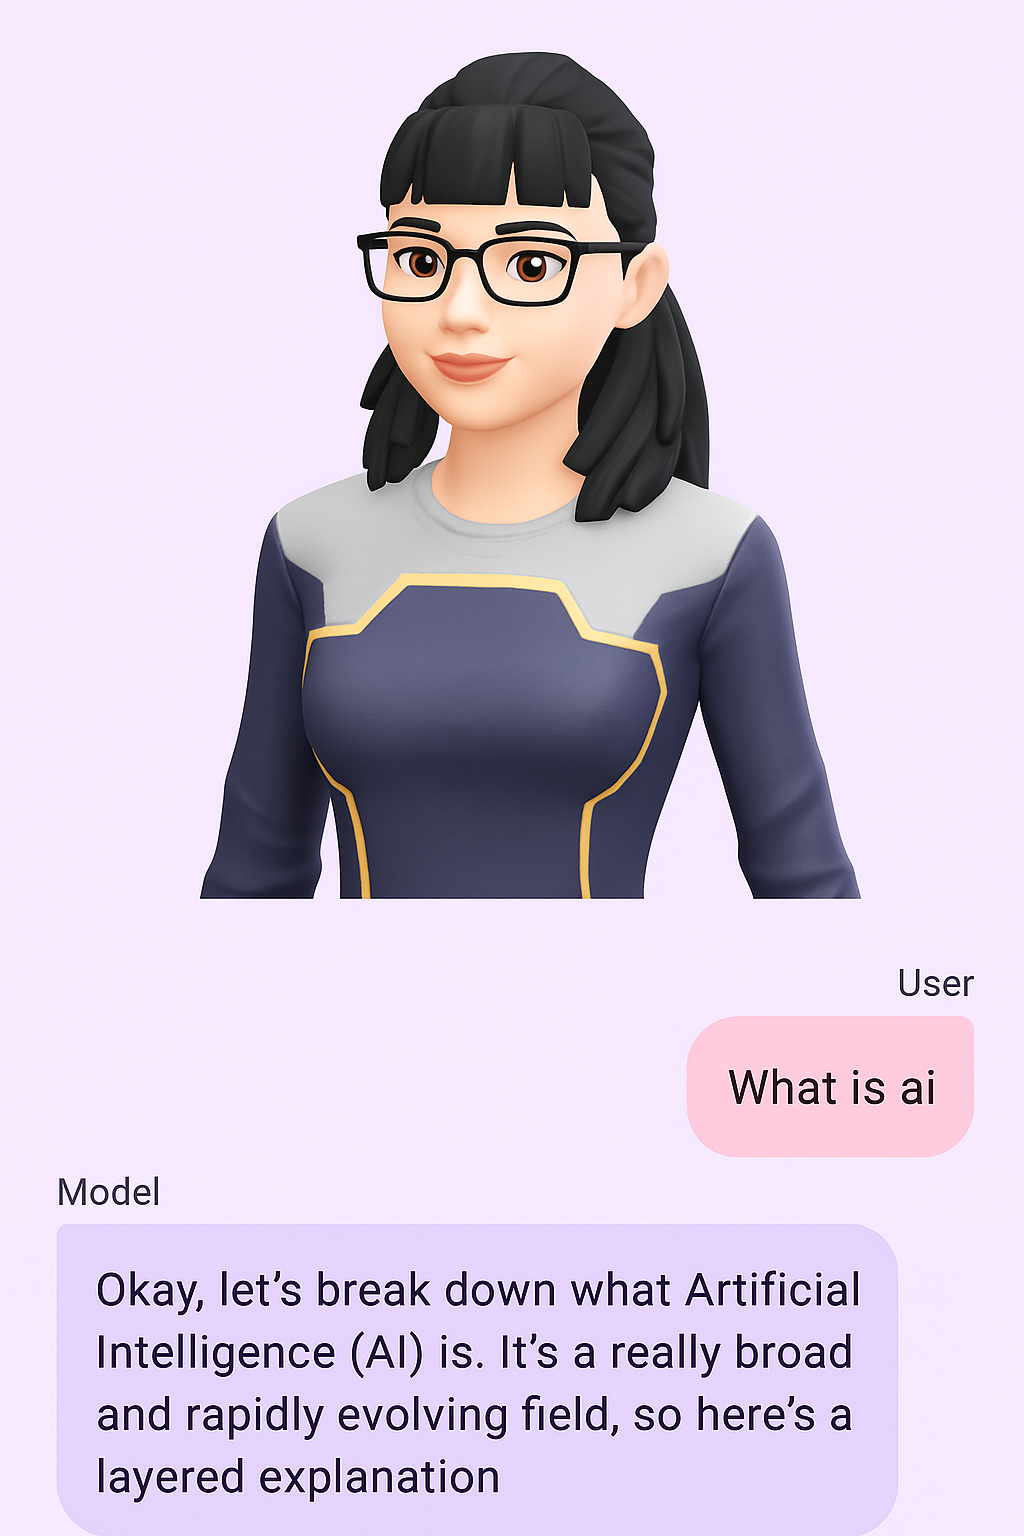 User
What is ai
Model
Okay, let’s break down what Artificial
Intelligence (AI) is. It’s a really broad
and rapidly evolving field, so here’s a
layered explanation